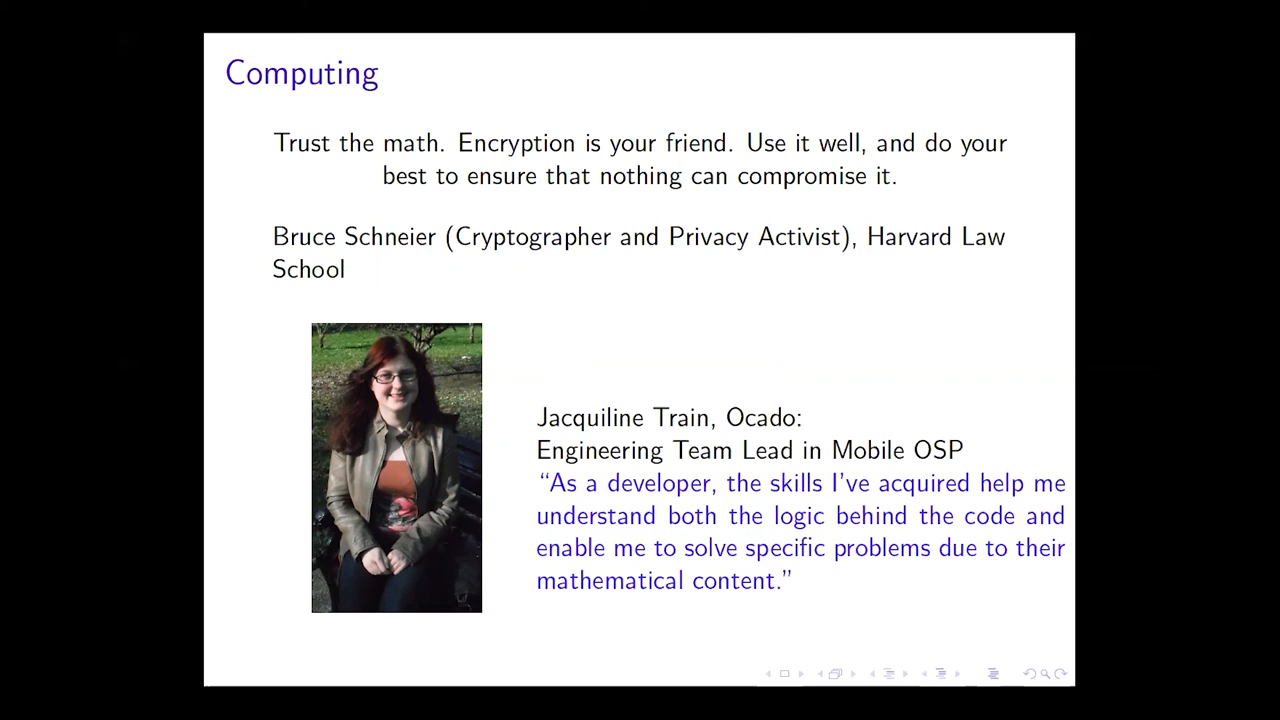 Computing
Trust the math. Encryption is your friend. Use it well, and do your
best to ensure that nothing can compromise it.
Bruce Schneier (Cryptographer and Privacy Activist), Harvard Law
School
Jacquiline Train, Ocado:
Engineering Team Lead in Mobile OSP
“As a developer, the skills I’ve acquired help me
understand both the logic behind the code and
enable me to solve specific problems due to their
mathematical content.”